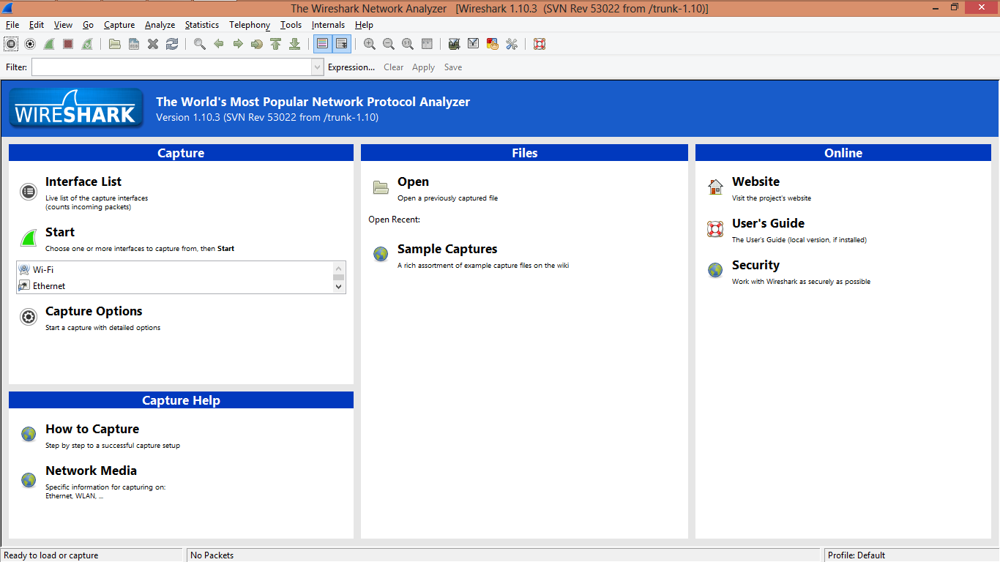 The Wireshark Network Analyzer [Wireshark 1.10.3 (SVN Rev 53022 from /trunk-1.10)]
File Edit View Go Capture Analyze Statistics Telephony Tools Internals Help
Filter: Expression... Clear Apply Save
WIRESHARK
The World's Most Popular Network Protocol Analyzer
Version 1.10.3 (SVN Rev 53022 from /trunk-1.10)
Capture
Interface List
Live list of the capture interfaces
(counts incoming packets)
Start
Choose one or more interfaces to capture from, then Start
Wi-Fi
Ethernet
Capture Options
Start a capture with detailed options
Capture Help
How to Capture
Step by step to a successful capture setup
Network Media
Specific information for capturing on:
Ethernet, WLAN, ...
Files
Open
Open a previously captured file
Open Recent:
Sample Captures
A rich assortment of example capture files on the wiki
Online
Website
Visit the project's website
User's Guide
The User's Guide (local version, if installed)
Security
Work with Wireshark as securely as possible
Ready to load or capture
No Packets
Profile: Default